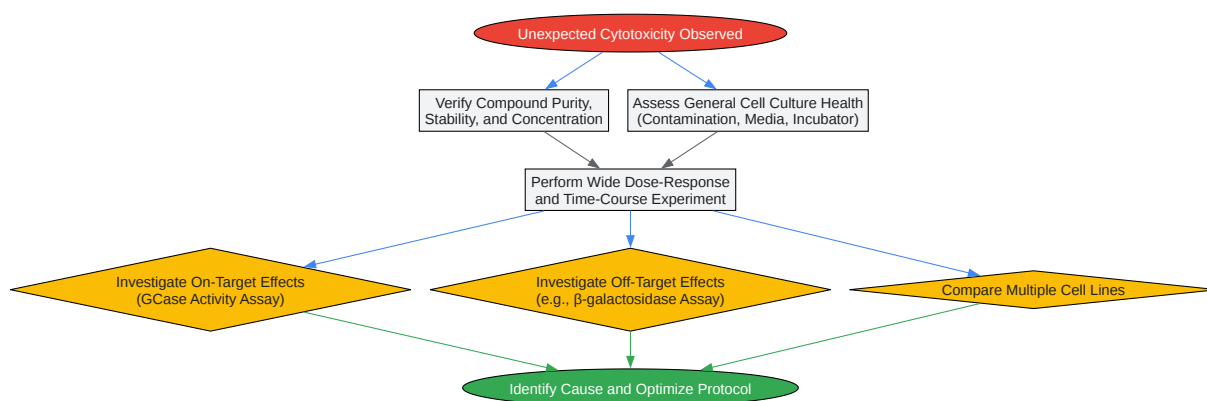 Unexpected Cytotoxicity Observed
Verify Compound Purity,
Stability, and Concentration
Assess General Cell Culture Health
(Contamination, Media, Incubator)
Perform Wide Dose-Response
and Time-Course Experiment
Investigate On-Target Effects
(GCase Activity Assay)
Investigate Off-Target Effects
(e.g., β-galactosidase Assay)
Compare Multiple Cell Lines
Identify Cause and Optimize Protocol